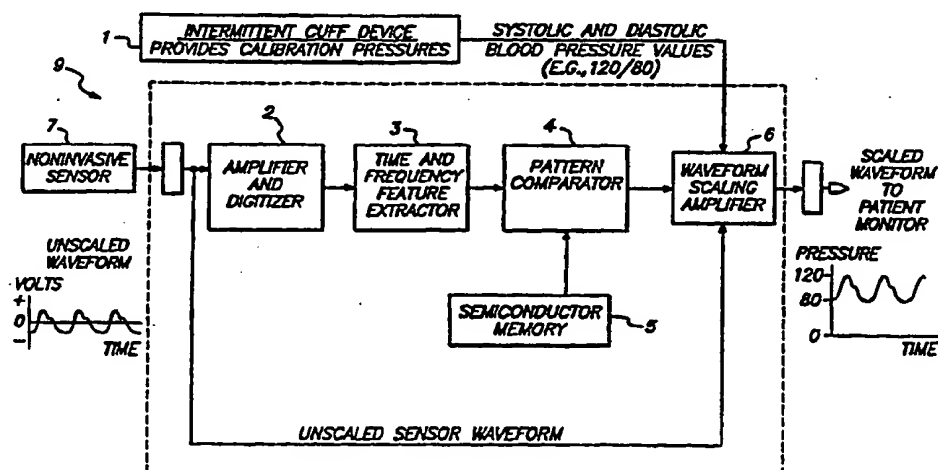 1
INTERMITTENT CUFF DEVICE
PROVIDES CALIBRATION PRESSURES
SYSTOLIC AND DIASTOLIC
BLOOD PRESSURE VALUES
(E.G., 120/80)
9
7
NONINVASIVE
SENSOR
2
AMPLIFIER
AND
DIGITIZER
3
TIME AND
FREQUENCY
FEATURE
EXTRACTOR
4
PATTERN
COMPARATOR
6
WAVEFORM
SCALING
AMPLIFIER
SCALED
WAVEFORM
TO
PATIENT
MONITOR
UNSCALED
WAVEFORM
VOLTS
+
0
−
TIME
SEMICONDUCTOR
MEMORY
5
PRESSURE
120
80
0
TIME
UNSCALED SENSOR WAVEFORM